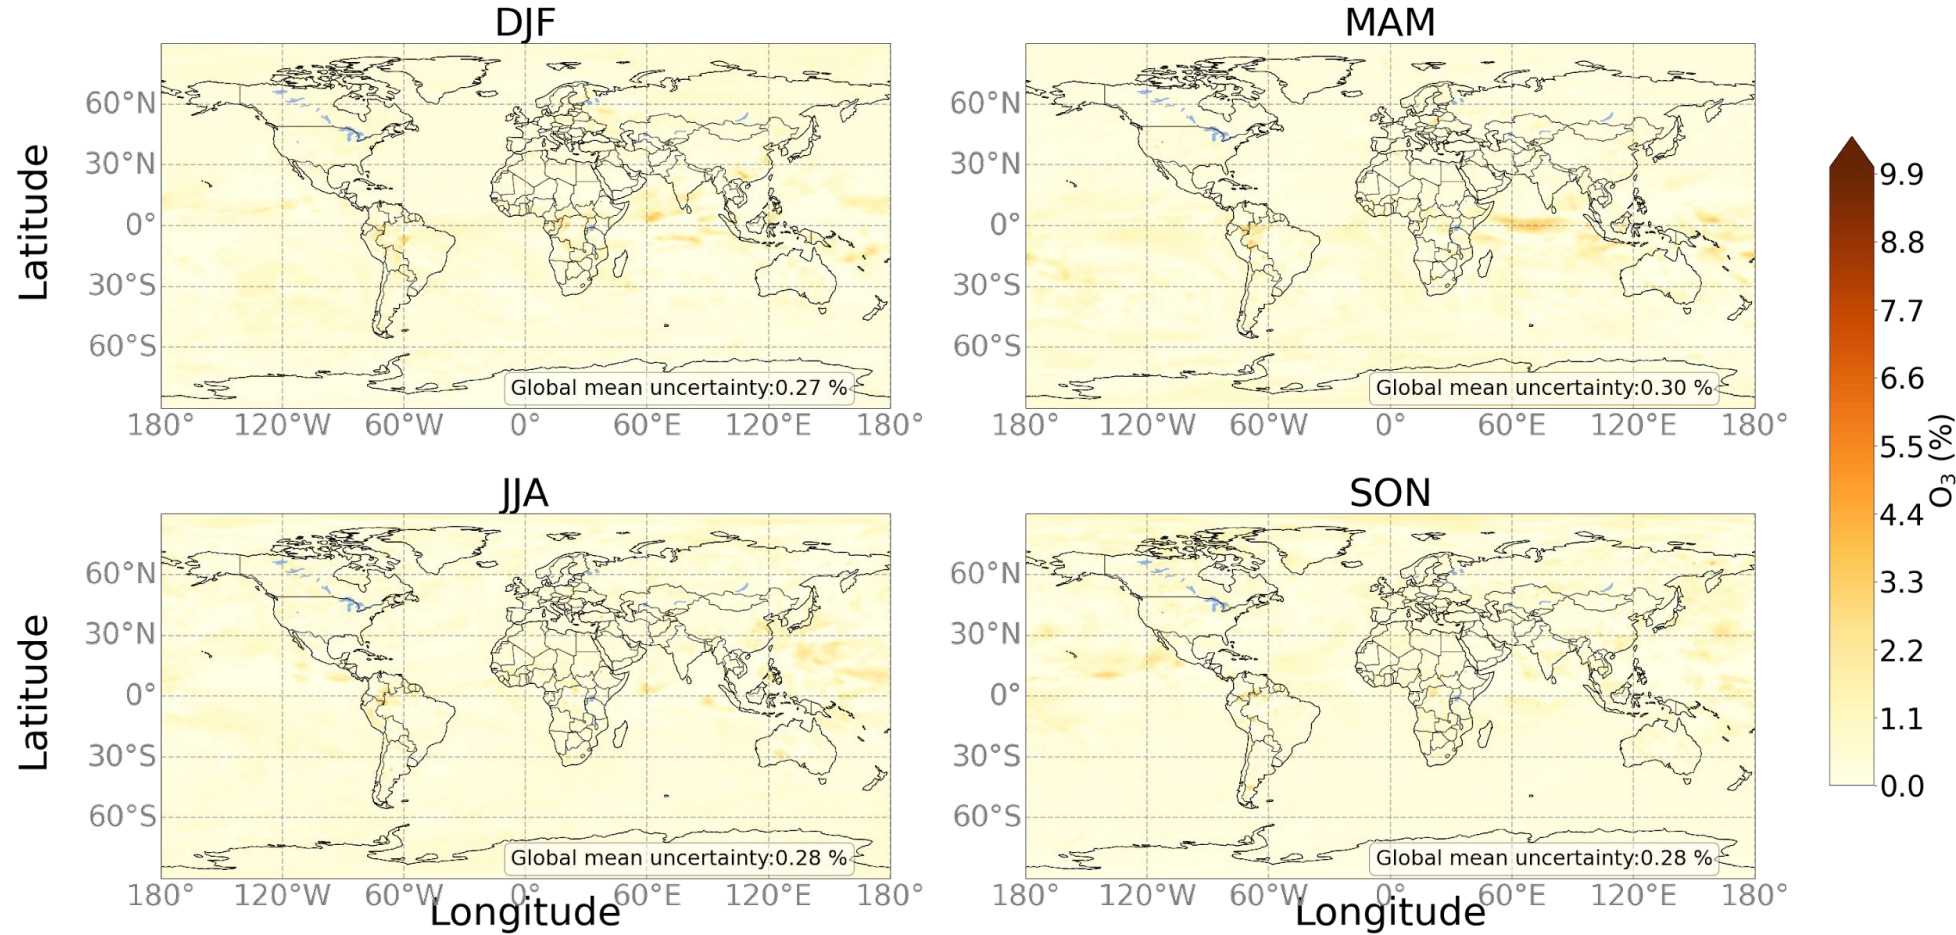 DJF
MAM
Latitude
60°N
30°N
0°
30°S
60°S
Global mean uncertainty:0.27 %
180° 120°W 60°W 0° 60°E 120°E 180°
60°N
30°N
0°
30°S
60°S
Global mean uncertainty:0.30 %
180° 120°W 60°W 0° 60°E 120°E 180°
JJA
SON
Latitude
60°N
30°N
0°
30°S
60°S
Global mean uncertainty:0.28 %
180° 120°W 60°W 0° 60°E 120°E 180°
Longitude
60°N
30°N
0°
30°S
60°S
Global mean uncertainty:0.28 %
180° 120°W 60°W 0° 60°E 120°E 180°
Longitude
9.9
8.8
7.7
6.6
5.5
4.4
3.3
2.2
1.1
0.0
O₃ (%)